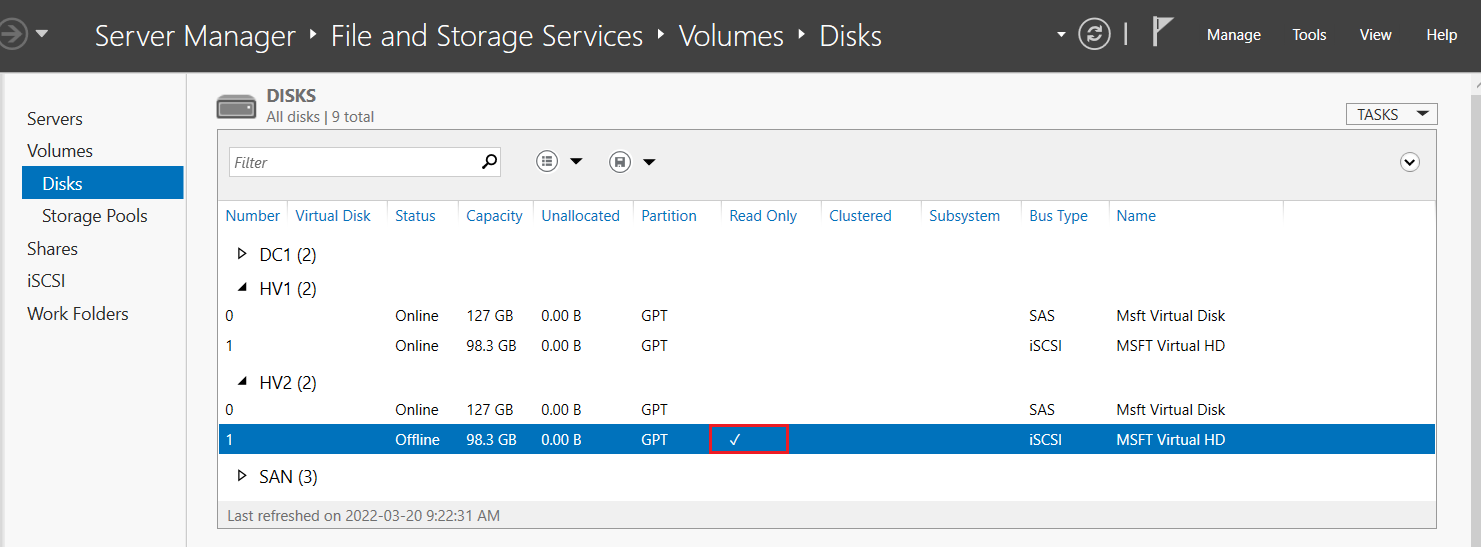 Server Manager ‣ File and Storage Services ‣ Volumes ‣ Disks
Manage Tools View Help
Servers
Volumes
Disks
Storage Pools
Shares
iSCSI
Work Folders
DISKS
All disks | 9 total
TASKS
Filter
Number Virtual Disk Status Capacity Unallocated Partition Read Only Clustered Subsystem Bus Type Name
DC1 (2)
HV1 (2)
0 Online 127 GB 0.00 B GPT SAS Msft Virtual Disk
1 Online 98.3 GB 0.00 B GPT iSCSI MSFT Virtual HD
HV2 (2)
0 Online 127 GB 0.00 B GPT SAS Msft Virtual Disk
1 Offline 98.3 GB 0.00 B GPT ✓ iSCSI MSFT Virtual HD
SAN (3)
Last refreshed on 2022-03-20 9:22:31 AM